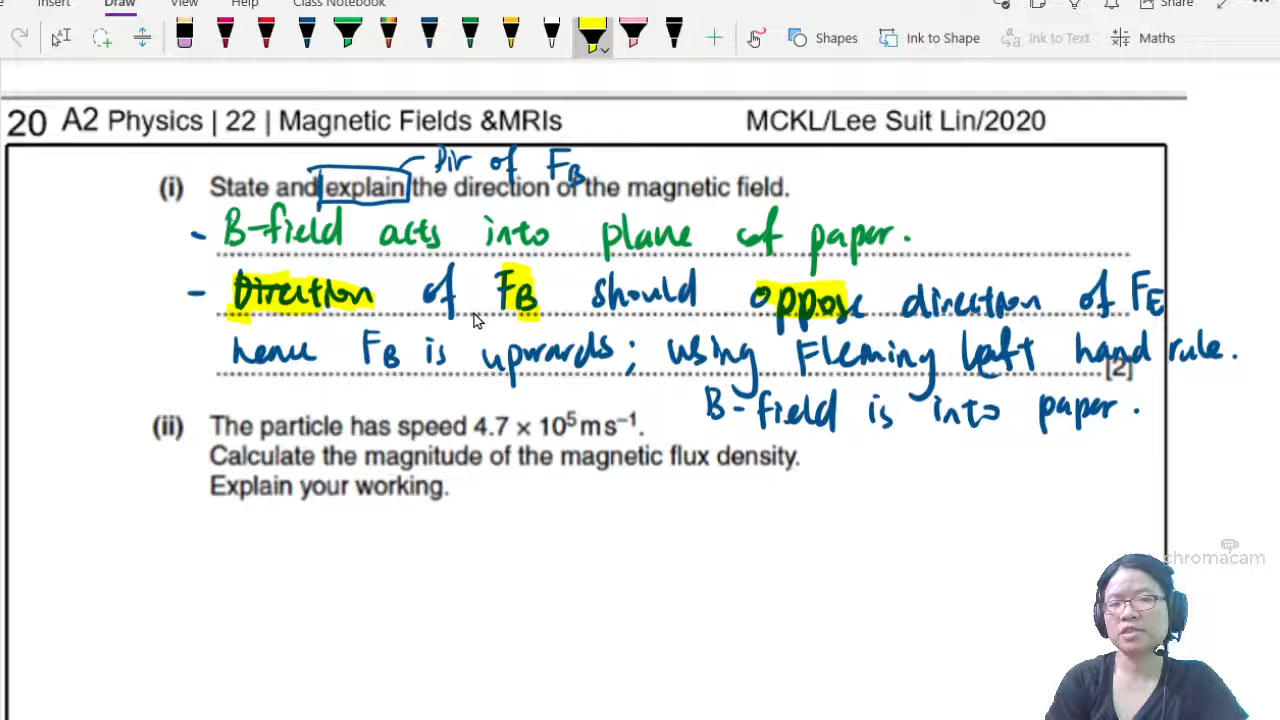 Insert Draw View Help Class Notebook Share
Shapes Ink to Shape Ink to Text Maths
20 A2 Physics | 22 | Magnetic Fields &MRIs MCKL/Lee Suit Lin/2020
Dir of FB
(i) State and explain the direction of the magnetic field.
- B-field acts into plane of paper.
- Direction of FB should oppose direction of FE
hence FB is upwards; using Fleming left hand rule.
[2]
B-field is into paper.
(ii) The particle has speed 4.7 × 10⁵ m s⁻¹.
Calculate the magnitude of the magnetic flux density.
Explain your working.
chromacam